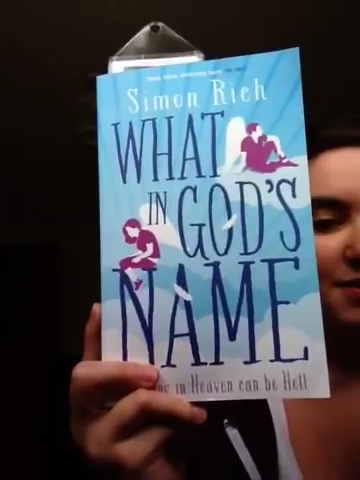 Simon Rich
WHAT
IN GOD'S
NAME
in Heaven can be Hell